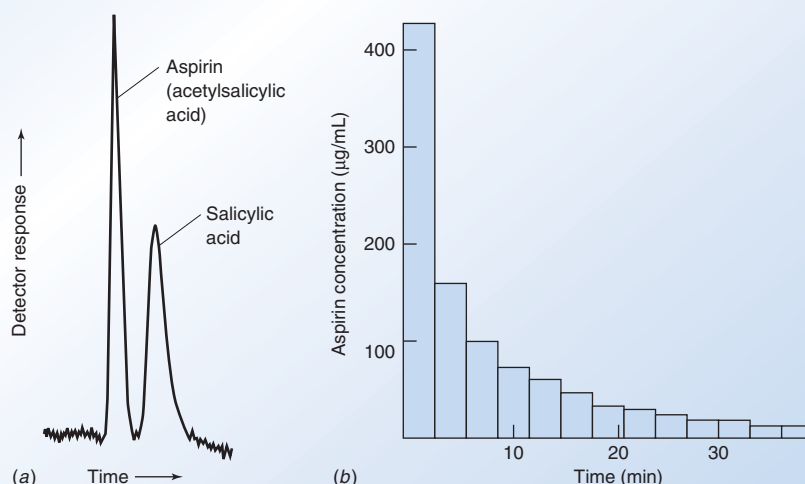 Detector response
Aspirin
(acetylsalicylic
acid)
Salicylic
acid
(a)
Time
Aspirin concentration (µg/mL)
400
300
200
100
10
20
30
(b)
Time (min)